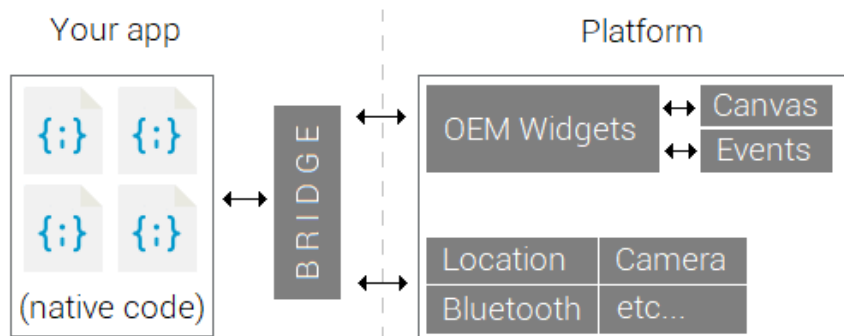 Your app
Platform
{;} {;}
{;} {;}
(native code)
BRIDGE
OEM Widgets
Canvas
Events
Location
Camera
Bluetooth
etc...